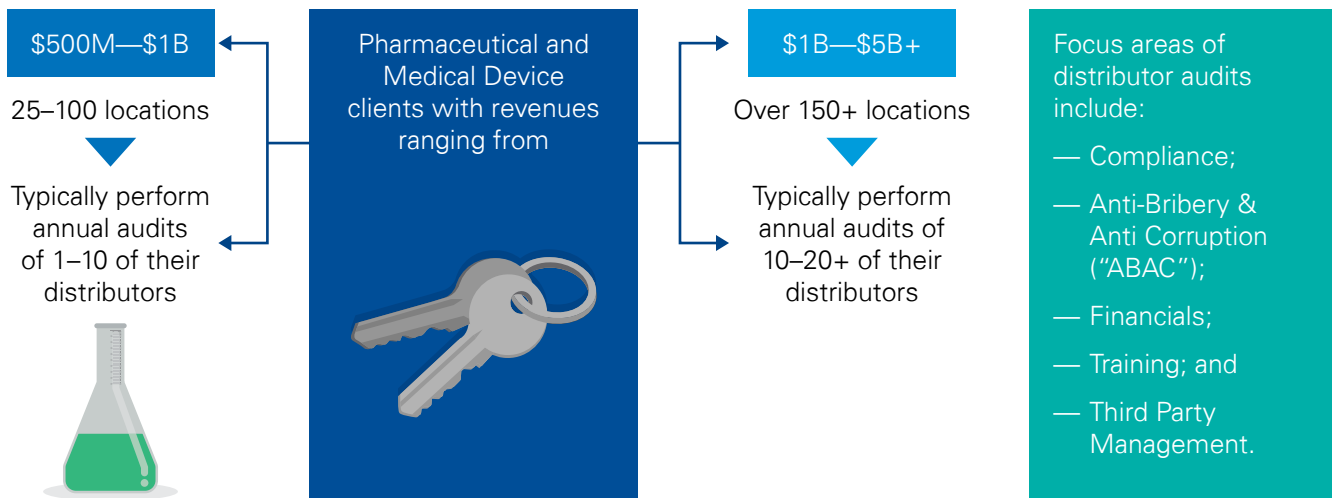 $500M—$1B
25–100 locations
Typically perform
annual audits
of 1–10 of their
distributors
Pharmaceutical and
Medical Device
clients with revenues
ranging from
$1B—$5B+
Over 150+ locations
Typically perform
annual audits of
10–20+ of their
distributors
Focus areas of
distributor audits
include:
— Compliance;
— Anti-Bribery &
Anti Corruption
(“ABAC”);
— Financials;
— Training; and
— Third Party
Management.